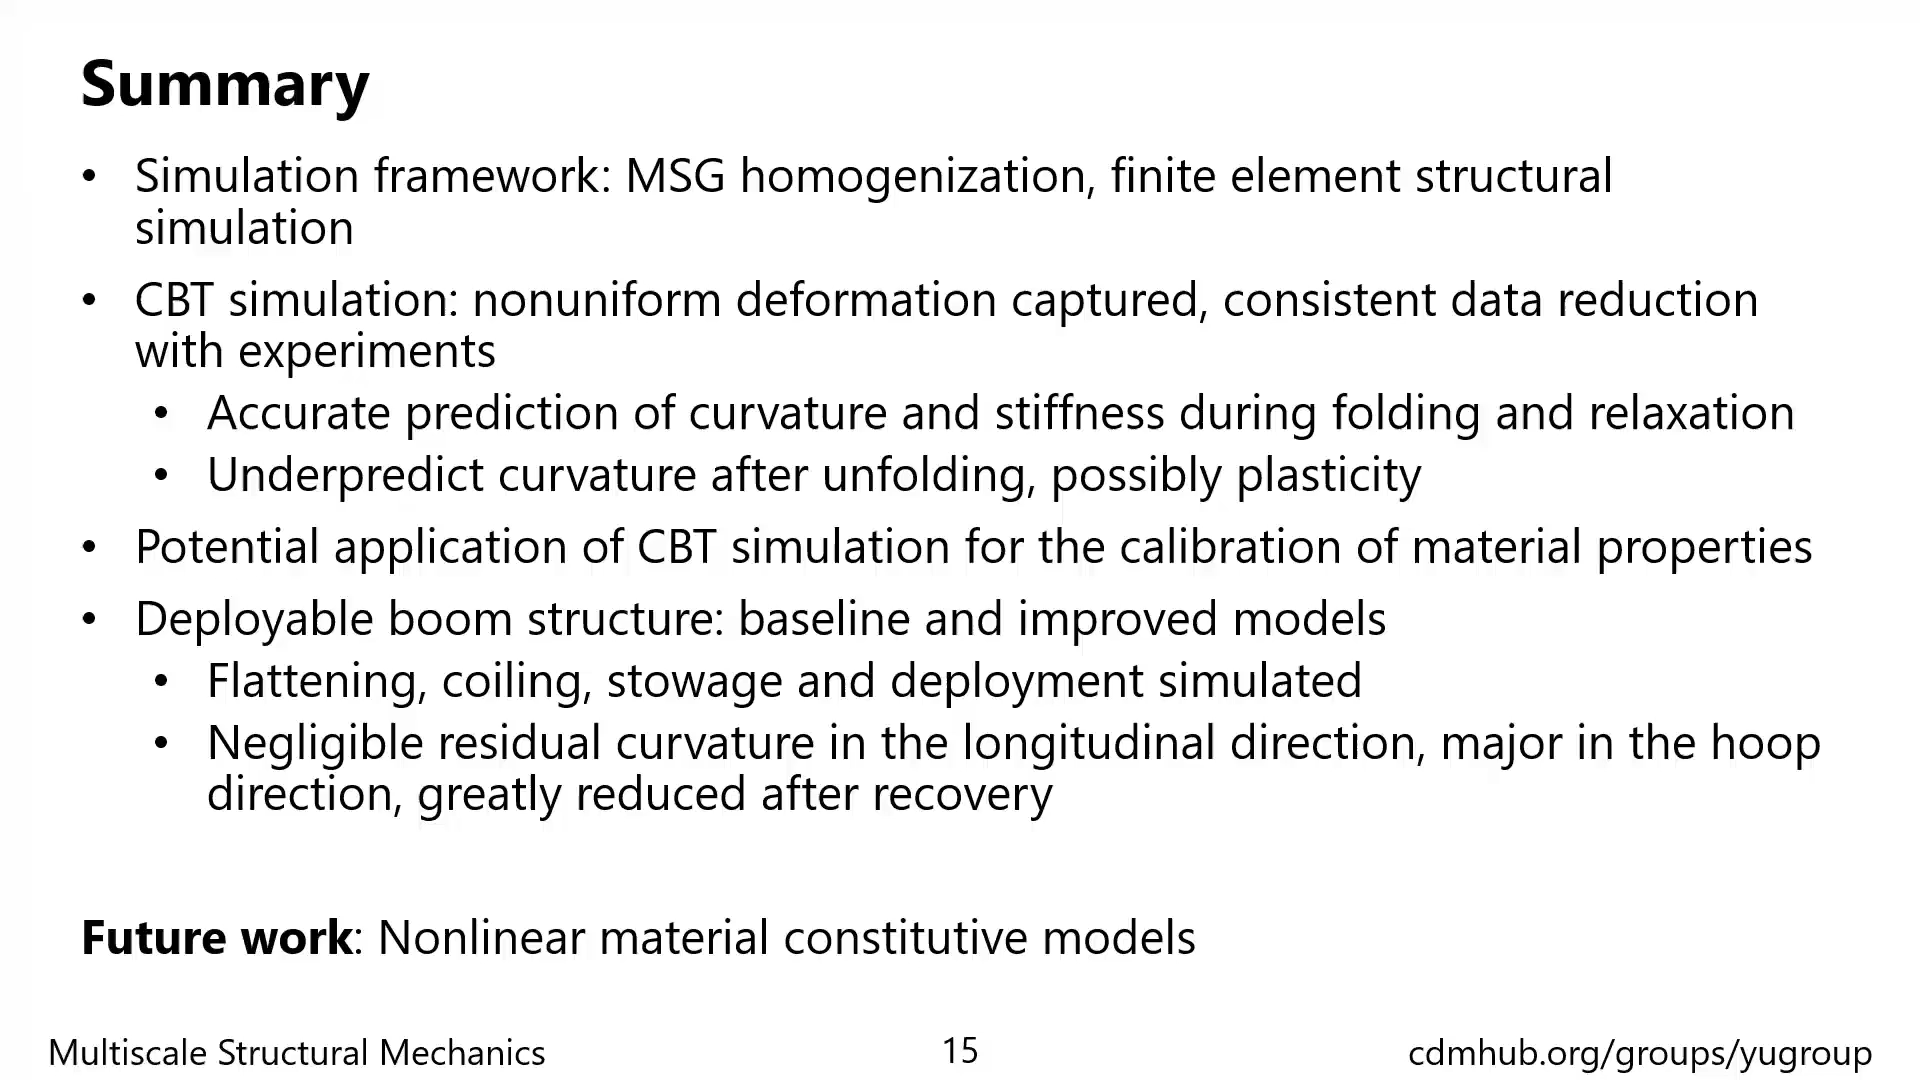 Summary
• Simulation framework: MSG homogenization, finite element structural
simulation
• CBT simulation: nonuniform deformation captured, consistent data reduction
with experiments
• Accurate prediction of curvature and stiffness during folding and relaxation
• Underpredict curvature after unfolding, possibly plasticity
• Potential application of CBT simulation for the calibration of material properties
• Deployable boom structure: baseline and improved models
• Flattening, coiling, stowage and deployment simulated
• Negligible residual curvature in the longitudinal direction, major in the hoop
direction, greatly reduced after recovery
Future work: Nonlinear material constitutive models
Multiscale Structural Mechanics
15
cdmhub.org/groups/yugroup